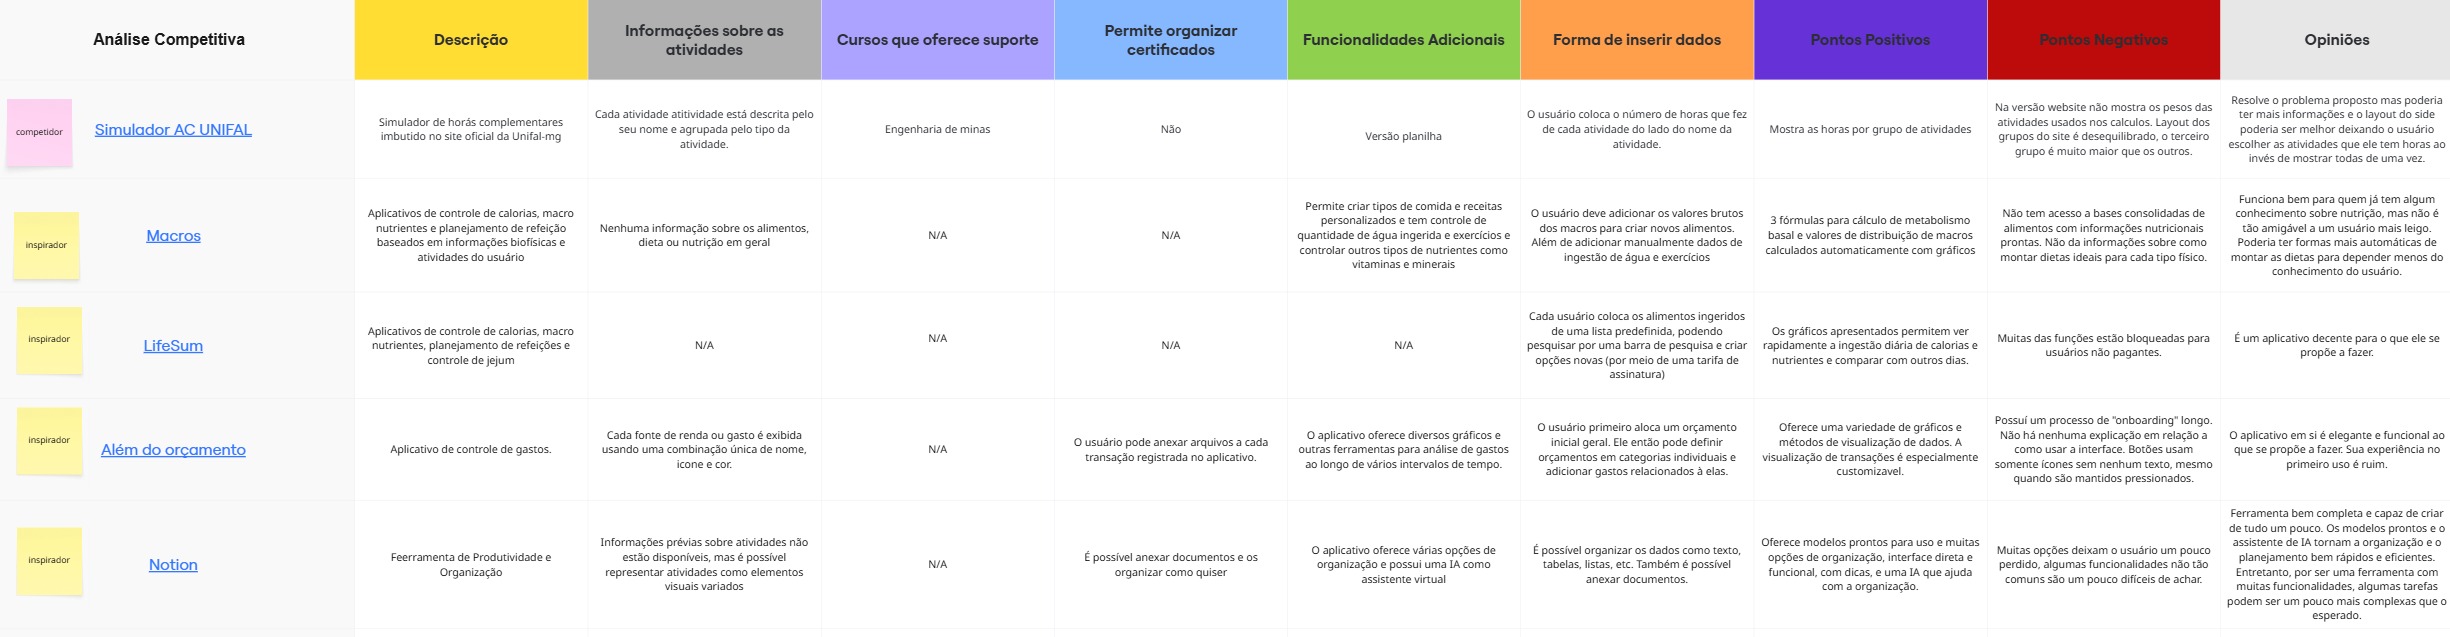 Análise Competitiva
Descrição
Informações sobre as
atividades
Cursos que oferece suporte
Permite organizar
certificados
Funcionalidades Adicionais
Forma de inserir dados
Pontos Positivos
Pontos Negativos
Opiniões
competidor
Simulador AC UNIFAL
Simulador de horás complementares
imbutido no site oficial da Unifal-mg
Cada atividade atitividade está descrita pelo
seu nome e agrupada pelo tipo da
atividade.
Engenharia de minas
Não
Versão planilha
O usuário coloca o número de horas que fez
de cada atividade do lado do nome da
atividade.
Mostra as horas por grupo de atividades
Na versão website não mostra os pesos das
atividades usados nos calculos. Layout dos
grupos do site é desequilibrado, o terceiro
grupo é muito maior que os outros.
Resolve o problema proposto mas poderia
ter mais informações e o layout do side
poderia ser melhor deixando o usuário
escolher as atividades que ele tem horas ao
invés de mostrar todas de uma vez.
inspirador
Macros
Aplicativos de controle de calorias, macro
nutrientes e planejamento de refeição
baseados em informações biofísicas e
atividades do usuário
Nenhuma informação sobre os alimentos,
dieta ou nutrição em geral
N/A
N/A
Permite criar tipos de comida e receitas
personalizados e tem controle de
quantidade de água ingerida e exercícios e
controlar outros tipos de nutrientes como
vitaminas e minerais
O usuário deve adicionar os valores brutos
dos macros para criar novos alimentos.
Além de adicionar manualmente dados de
ingestão de água e exercícios
3 fórmulas para cálculo de metabolismo
basal e valores de distribuição de macros
calculados automaticamente com gráficos
Não tem acesso a bases consolidadas de
alimentos com informações nutricionais
prontas. Não da informações sobre como
montar dietas ideais para cada tipo físico.
Funciona bem para quem já tem algum
conhecimento sobre nutrição, mas não é
tão amigável a um usuário mais leigo.
Poderia ter formas mais automáticas de
montar as dietas para depender menos do
conhecimento do usuário.
inspirador
LifeSum
Aplicativos de controle de calorias, macro
nutrientes, planejamento de refeições e
controle de jejum
N/A
N/A
N/A
N/A
Cada usuário coloca os alimentos ingeridos
de uma lista predefinida, podendo
pesquisar por uma barra de pesquisa e criar
opções novas (por meio de uma tarifa de
assinatura)
Os gráficos apresentados permitem ver
rapidamente a ingestão diária de calorias e
nutrientes e comparar com outros dias.
Muitas das funções estão bloqueadas para
usuários não pagantes.
É um aplicativo decente para o que ele se
propõe a fazer.
inspirador
Além do orçamento
Aplicativo de controle de gastos.
Cada fonte de renda ou gasto é exibida
usando uma combinação única de nome,
icone e cor.
N/A
O usuário pode anexar arquivos a cada
transação registrada no aplicativo.
O aplicativo oferece diversos gráficos e
outras ferramentas para análise de gastos
ao longo de vários intervalos de tempo.
O usuário primeiro aloca um orçamento
inicial geral. Ele então pode definir
orçamentos em categorias individuais e
adicionar gastos relacionados à elas.
Oferece uma variedade de gráficos e
métodos de visualização de dados. A
visualização de transações é especialmente
customizavel.
Possuí um processo de "onboarding" longo.
Não há nenhuma explicação em relação a
como usar a interface. Botões usam
somente ícones sem nenhum texto, mesmo
quando são mantidos pressionados.
O aplicativo em si é elegante e funcional ao
que se propõe a fazer. Sua experiência no
primeiro uso é ruim.
inspirador
Notion
Feerramenta de Produtividade e
Organização
Informações prévias sobre atividades não
estão disponíveis, mas é possível
representar atividades como elementos
visuais variados
N/A
É possível anexar documentos e os
organizar como quiser
O aplicativo oferece várias opções de
organização e possui uma IA como
assistente virtual
É possível organizar os dados como texto,
tabelas, listas, etc. Também é possível
anexar documentos.
Oferece modelos prontos para uso e muitas
opções de organização, interface direta e
funcional, com dicas, e uma IA que ajuda
com a organização.
Muitas opções deixam o usuário um pouco
perdido, algumas funcionalidades não tão
comuns são um pouco difíceis de achar.
Ferramenta bem completa e capaz de criar
de tudo um pouco. Os modelos prontos e o
assistente de IA tornam a organização e o
planejamento bem rápidos e eficientes.
Entretanto, por ser uma ferramenta com
muitas funcionalidades, algumas tarefas
podem ser um pouco mais complexas que o
esperado.